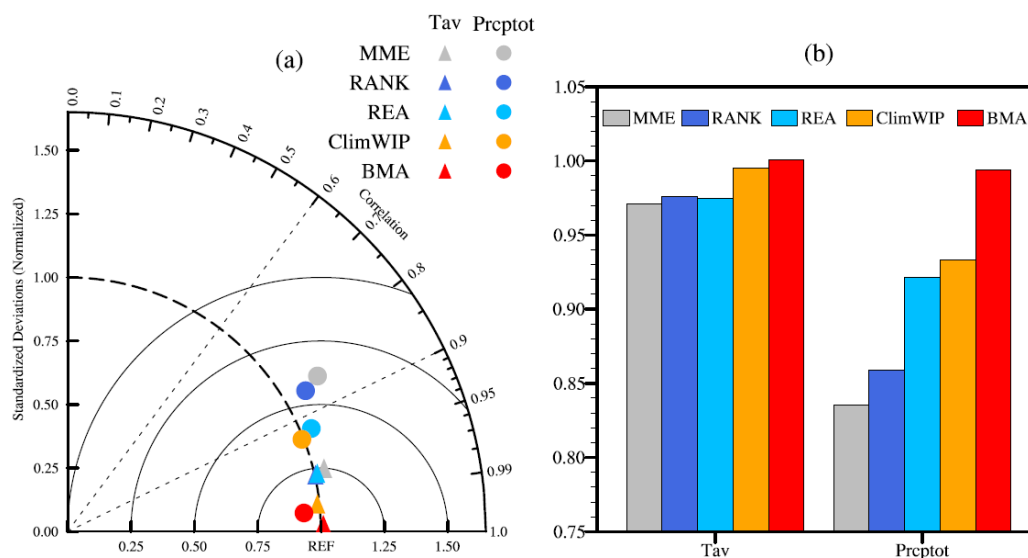 (a)
Tav Prcptot
MME
RANK
REA
ClimWIP
BMA
0.0 0.1 0.2 0.3 0.4 0.5 0.6 0.7 0.8 0.9 0.95 0.99 1.0
Correlation
Standardized Deviations (Normalized)
1.50
1.25
1.00
0.75
0.50
0.25
0.00
0.25 0.50 0.75 REF 1.25 1.50
(b)
MME RANK REA ClimWIP BMA
1.05
1.00
0.95
0.90
0.85
0.80
0.75
Tav Prcptot